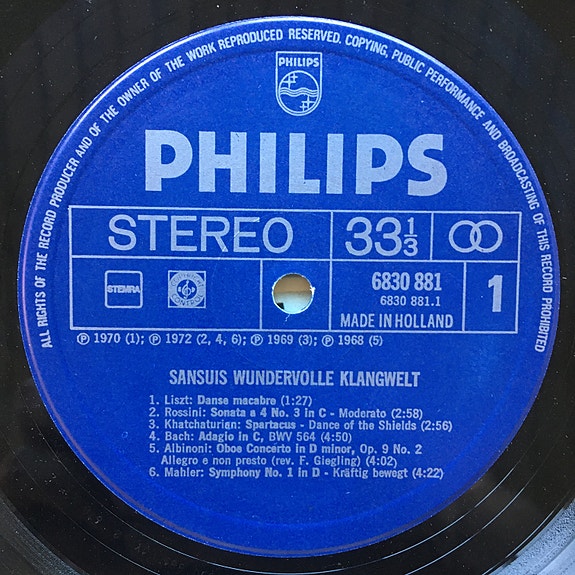 ALL RIGHTS OF THE RECORD PRODUCER AND OF THE OWNER OF THE WORK REPRODUCED RESERVED. COPYING, PUBLIC PERFORMANCE AND BROADCASTING OF THIS RECORD PROHIBITED
PHILIPS
PHILIPS
STEREO
33 1/3
STEMRA
6830 881
6830 881.1
MADE IN HOLLAND
1
Ⓟ 1970 (1); Ⓟ 1972 (2, 4, 6); Ⓟ 1969 (3); Ⓟ 1968 (5)
SANSUIS WUNDERVOLLE KLANGWELT
1. Liszt: Danse macabre (1:27)
2. Rossini: Sonata a 4 No. 3 in C - Moderato (2:58)
3. Khatchaturian: Spartacus - Dance of the Shields (2:56)
4. Bach: Adagio in C, BWV 564 (4:50)
5. Albinoni: Oboe Concerto in D minor, Op. 9 No. 2
Allegro e non presto (rev. F. Giegling) (4:02)
6. Mahler: Symphony No. 1 in D - Kräftig bewegt (4:22)